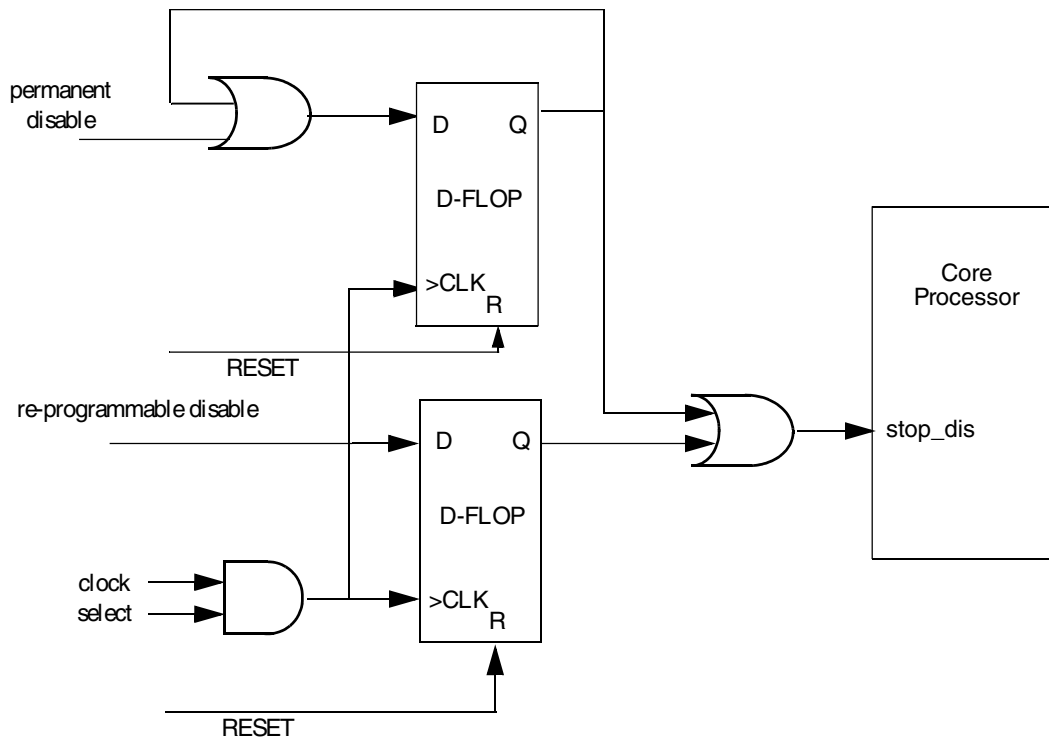 permanent
disable
D
Q
D-FLOP
>CLK
R
RESET
Core
Processor
re-programmable disable
D
Q
stop_dis
D-FLOP
clock
select
>CLK
R
RESET